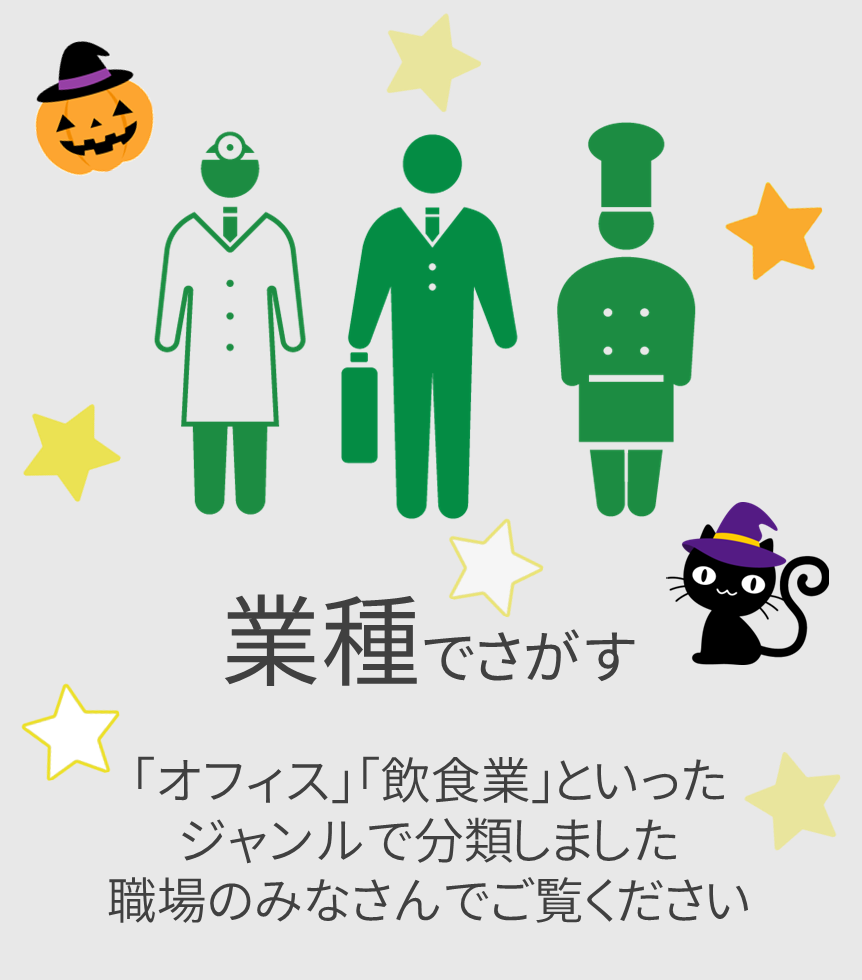 業種でさがす
「オフィス」「飲食業」といった
ジャンルで分類しました
職場のみなさんでご覧ください